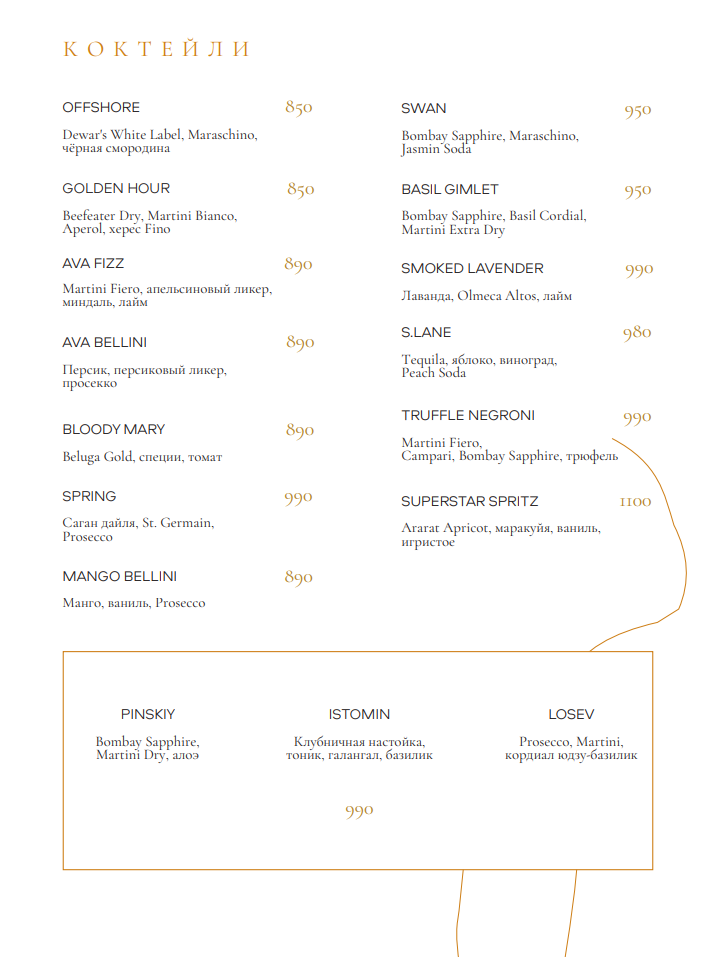 КОКТЕЙЛИ
OFFSHORE 850
Dewar's White Label, Maraschino,
чёрная смородина
GOLDEN HOUR 850
Beefeater Dry, Martini Bianco,
Aperol, херес Fino
AVA FIZZ 890
Martini Fiero, апельсиновый ликер,
миндаль, лайм
AVA BELLINI 890
Персик, персиковый ликер,
просекко
BLOODY MARY 890
Beluga Gold, специи, томат
SPRING 990
Саган дайля, St. Germain,
Prosecco
MANGO BELLINI 890
Манго, ваниль, Prosecco
SWAN 950
Bombay Sapphire, Maraschino,
Jasmin Soda
BASIL GIMLET 950
Bombay Sapphire, Basil Cordial,
Martini Extra Dry
SMOKED LAVENDER 990
Лаванда, Olmeca Altos, лайм
S.LANE 980
Tequila, яблоко, виноград,
Peach Soda
TRUFFLE NEGRONI 990
Martini Fiero,
Campari, Bombay Sapphire, трюфель
SUPERSTAR SPRITZ 1100
Ararat Apricot, маракуйя, ваниль,
игристое
PINSKIY
Bombay Sapphire,
Martini Dry, алоэ
ISTOMIN
Клубничная настойка,
тоник, галангал, базилик
LOSEV
Prosecco, Martini,
кордиал юдзу-базилик
990